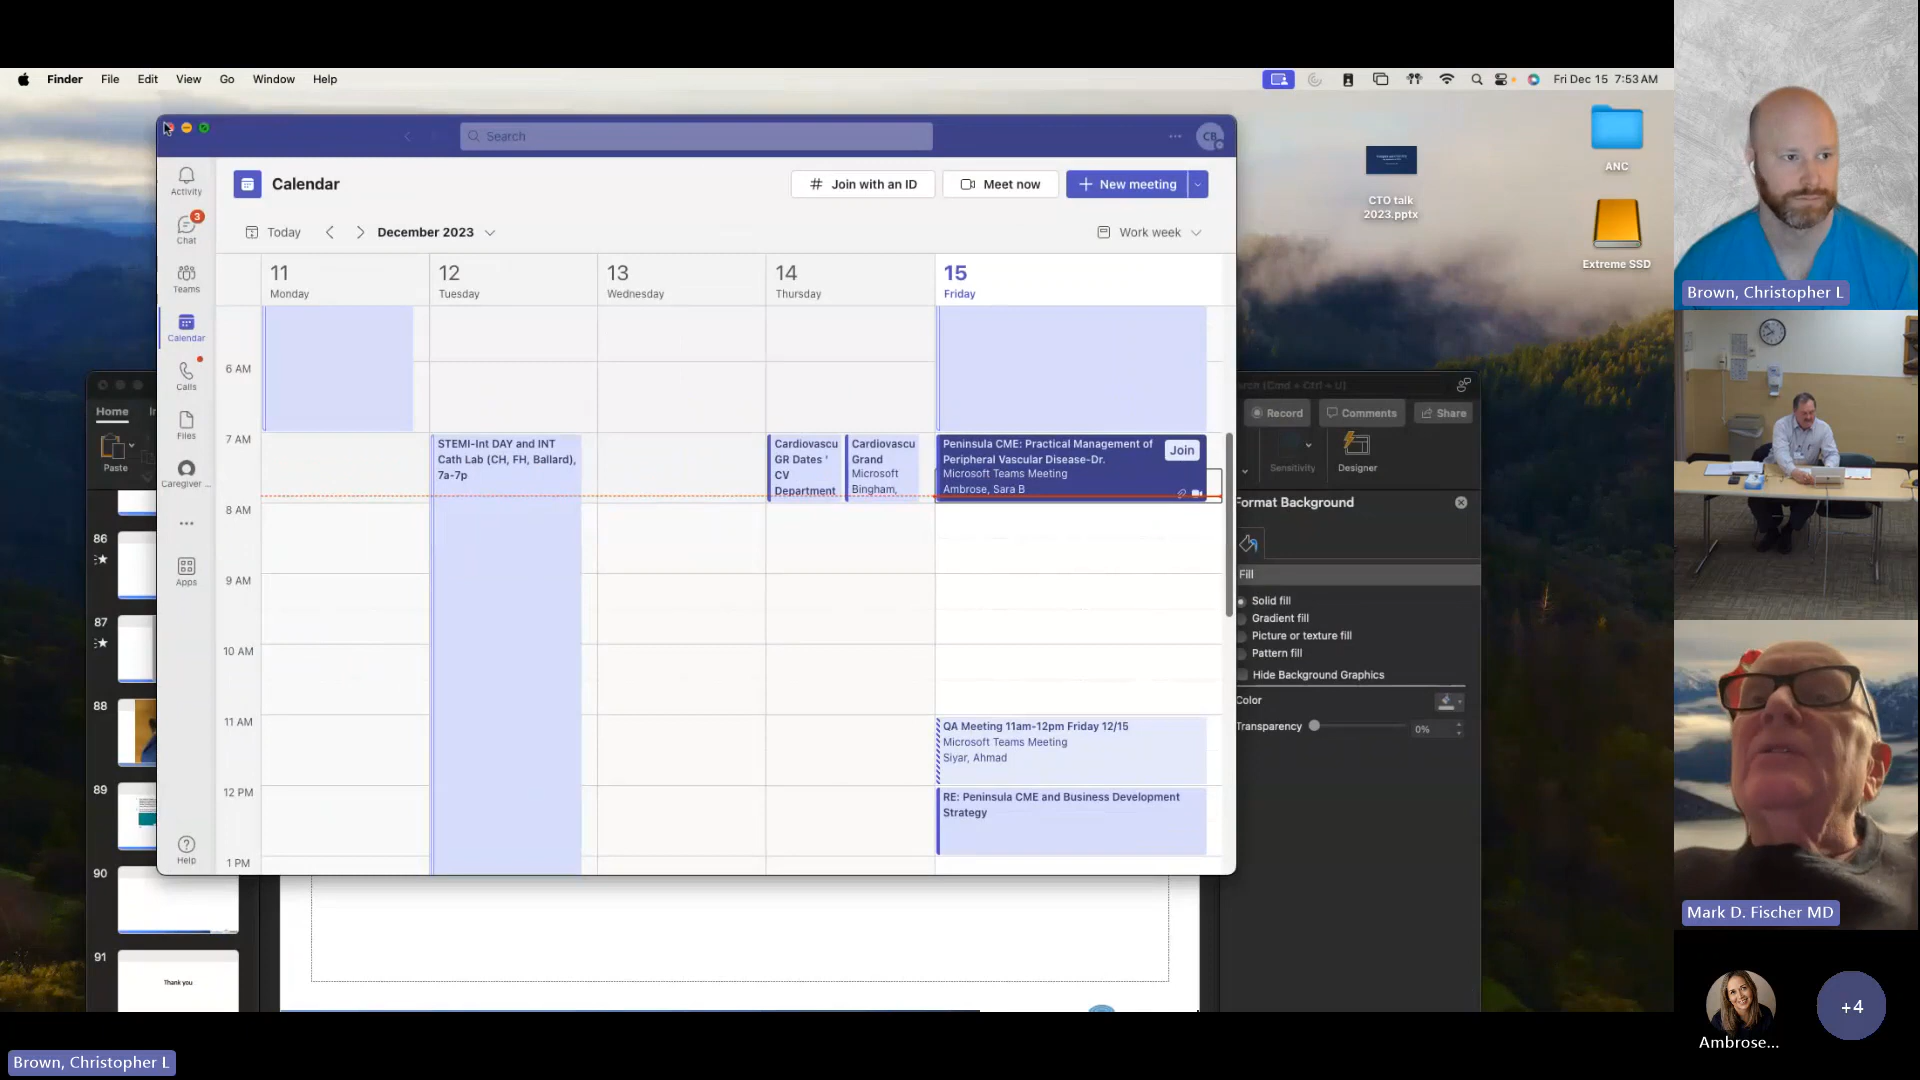 Finder File Edit View Go Window Help
Fri Dec 15 7:53 AM
Search
CB
Calendar
Join with an ID
Meet now
New meeting
Today
December 2023
Work week
11
Monday
12
Tuesday
13
Wednesday
14
Thursday
15
Friday
6 AM
7 AM
8 AM
9 AM
10 AM
11 AM
12 PM
1 PM
STEMI-Int DAY and INT
Cath Lab (CH, FH, Ballard),
7a-7p
Cardiovascu
GR Dates '
CV
Department
Cardiovascu
Grand
Microsoft
Bingham,
Peninsula CME: Practical Management of
Peripheral Vascular Disease-Dr.
Microsoft Teams Meeting
Ambrose, Sara B
Join
QA Meeting 11am-12pm Friday 12/15
Microsoft Teams Meeting
Siyar, Ahmad
RE: Peninsula CME and Business Development
Strategy
Activity
3
Chat
Teams
Calendar
Calls
Files
Caregiver ...
Apps
Help
Home
Paste
86
87
88
89
90
91
Thank you
(Cmd + Ctrl + U)
Record
Comments
Share
Sensitivity
Designer
Format Background
Fill
Solid fill
Gradient fill
Picture or texture fill
Pattern fill
Hide Background Graphics
Color
Transparency
0%
CTO talk
2023.pptx
ANC
Extreme SSD
Brown, Christopher L
Mark D. Fischer MD
Ambrose...
+4
Brown, Christopher L